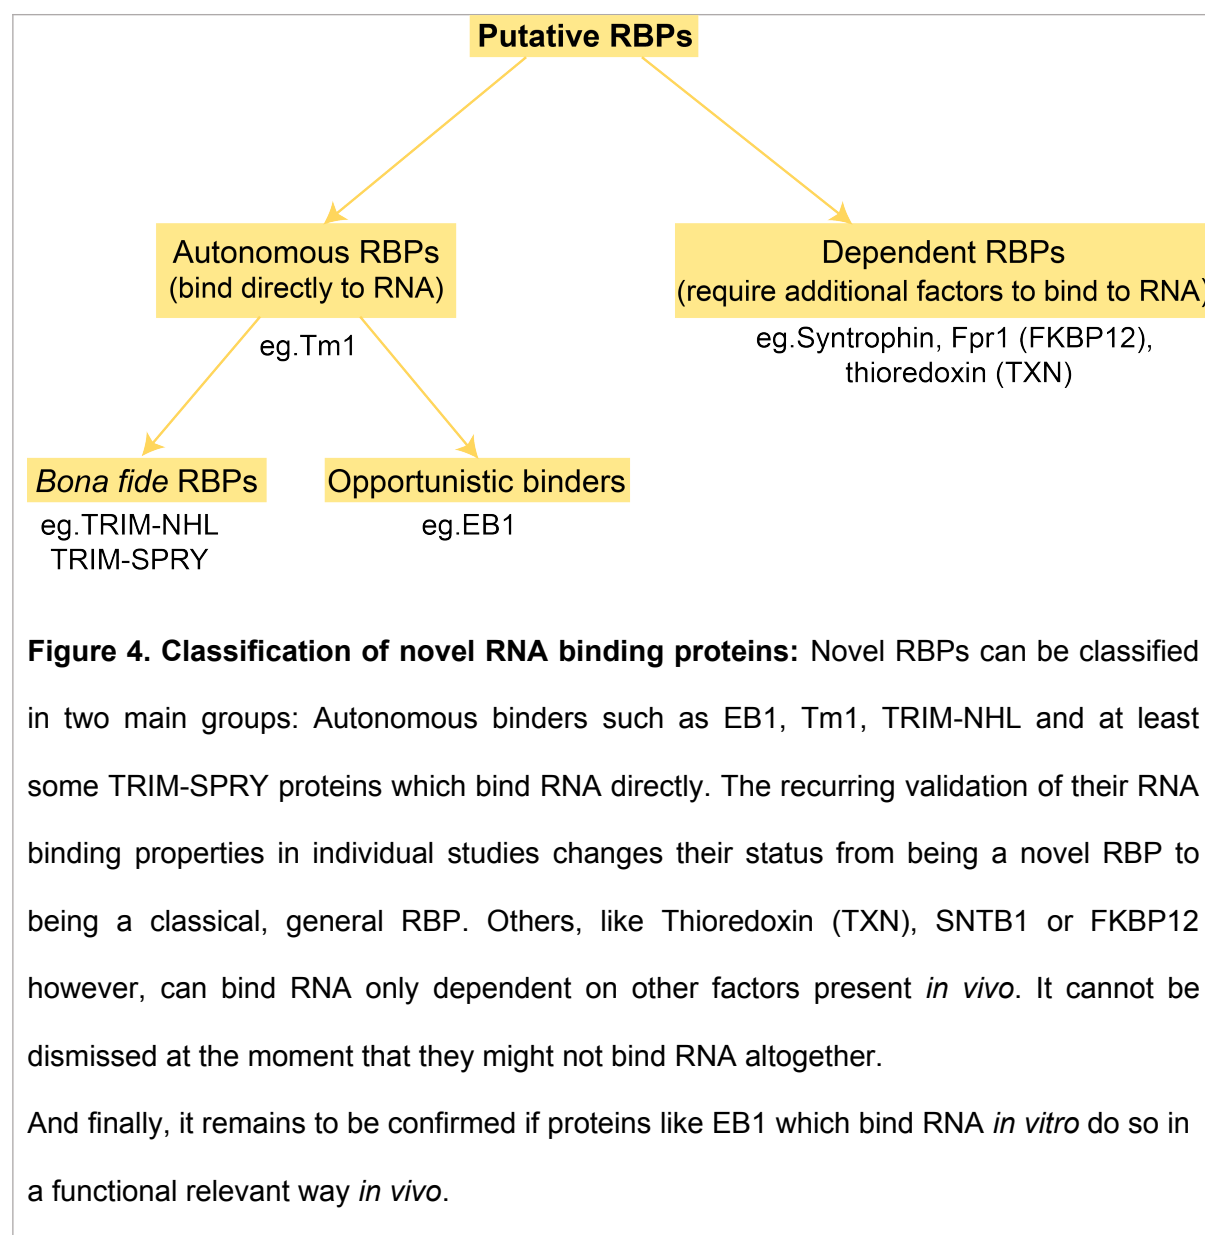 Putative RBPs
Autonomous RBPs
(bind directly to RNA)
Dependent RBPs
(require additional factors to bind to RNA)
eg.Tm1
eg.Syntrophin, Fpr1 (FKBP12),
thioredoxin (TXN)
Bona fide RBPs
Opportunistic binders
eg.TRIM-NHL
TRIM-SPRY
eg.EB1
Figure 4. Classification of novel RNA binding proteins: Novel RBPs can be classified
in two main groups: Autonomous binders such as EB1, Tm1, TRIM-NHL and at least
some TRIM-SPRY proteins which bind RNA directly. The recurring validation of their RNA
binding properties in individual studies changes their status from being a novel RBP to
being a classical, general RBP. Others, like Thioredoxin (TXN), SNTB1 or FKBP12
however, can bind RNA only dependent on other factors present in vivo. It cannot be
dismissed at the moment that they might not bind RNA altogether.
And finally, it remains to be confirmed if proteins like EB1 which bind RNA in vitro do so in
a functional relevant way in vivo.